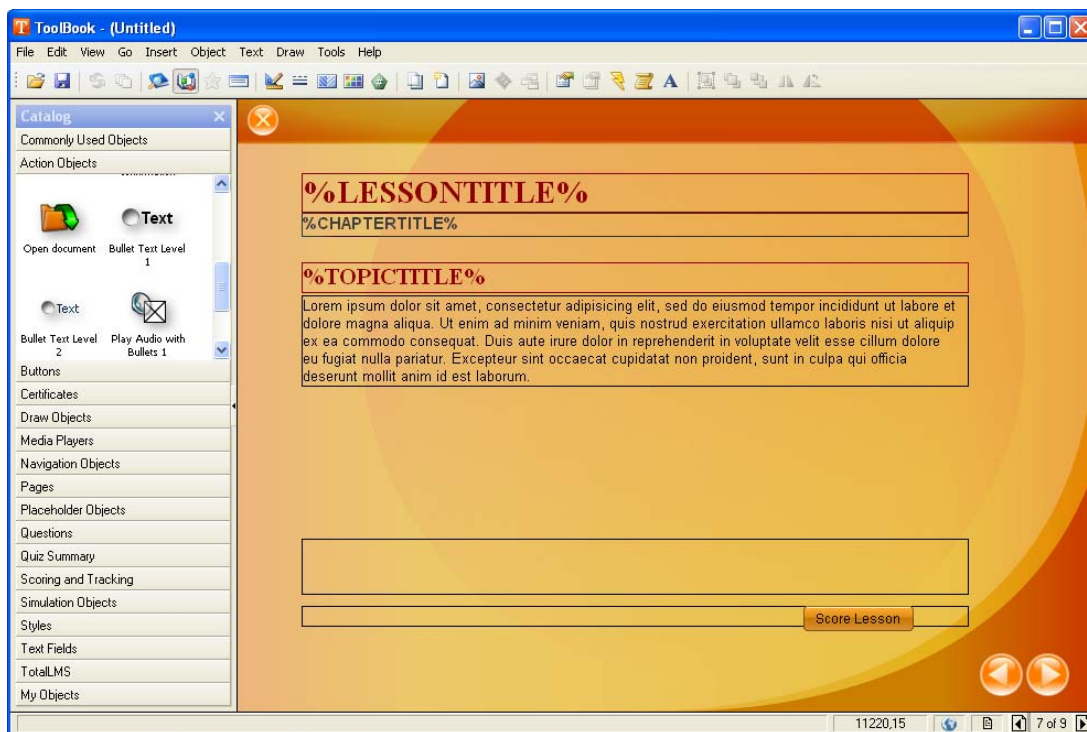 ToolBook - (Untitled)
File Edit View Go Insert Object Text Draw Tools Help
Catalog
Commonly Used Objects
Action Objects
Open document
Text
Bullet Text Level
1
Text
Bullet Text Level
2
Play Audio with
Bullets 1
Buttons
Certificates
Draw Objects
Media Players
Navigation Objects
Pages
Placeholder Objects
Questions
Quiz Summary
Scoring and Tracking
Simulation Objects
Styles
Text Fields
TotalLMS
My Objects
%LESSONTITLE%
%CHAPTERTITLE%
%TOPICTITLE%
Lorem ipsum dolor sit amet, consectetur adipisicing elit, sed do eiusmod tempor incididunt ut labore et
dolore magna aliqua. Ut enim ad minim veniam, quis nostrud exercitation ullamco laboris nisi ut aliquip
ex ea commodo consequat. Duis aute irure dolor in reprehenderit in voluptate velit esse cillum dolore
eu fugiat nulla pariatur. Excepteur sint occaecat cupidatat non proident, sunt in culpa qui officia
deserunt mollit anim id est laborum.
Score Lesson
11220,15
7 of 9